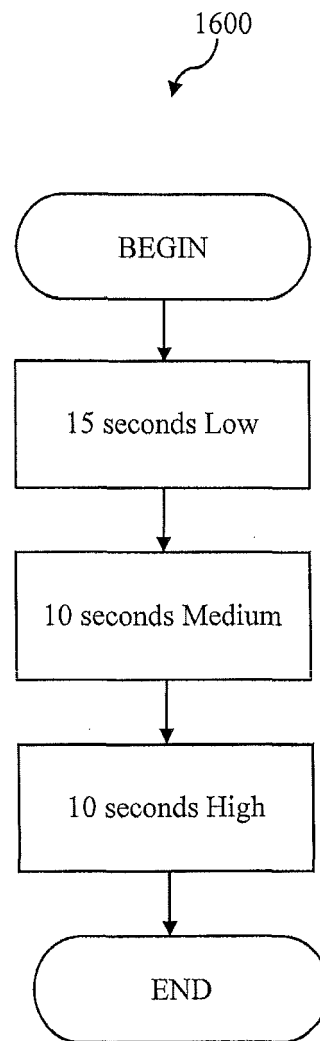 1600
BEGIN
15 seconds Low
10 seconds Medium
10 seconds High
END